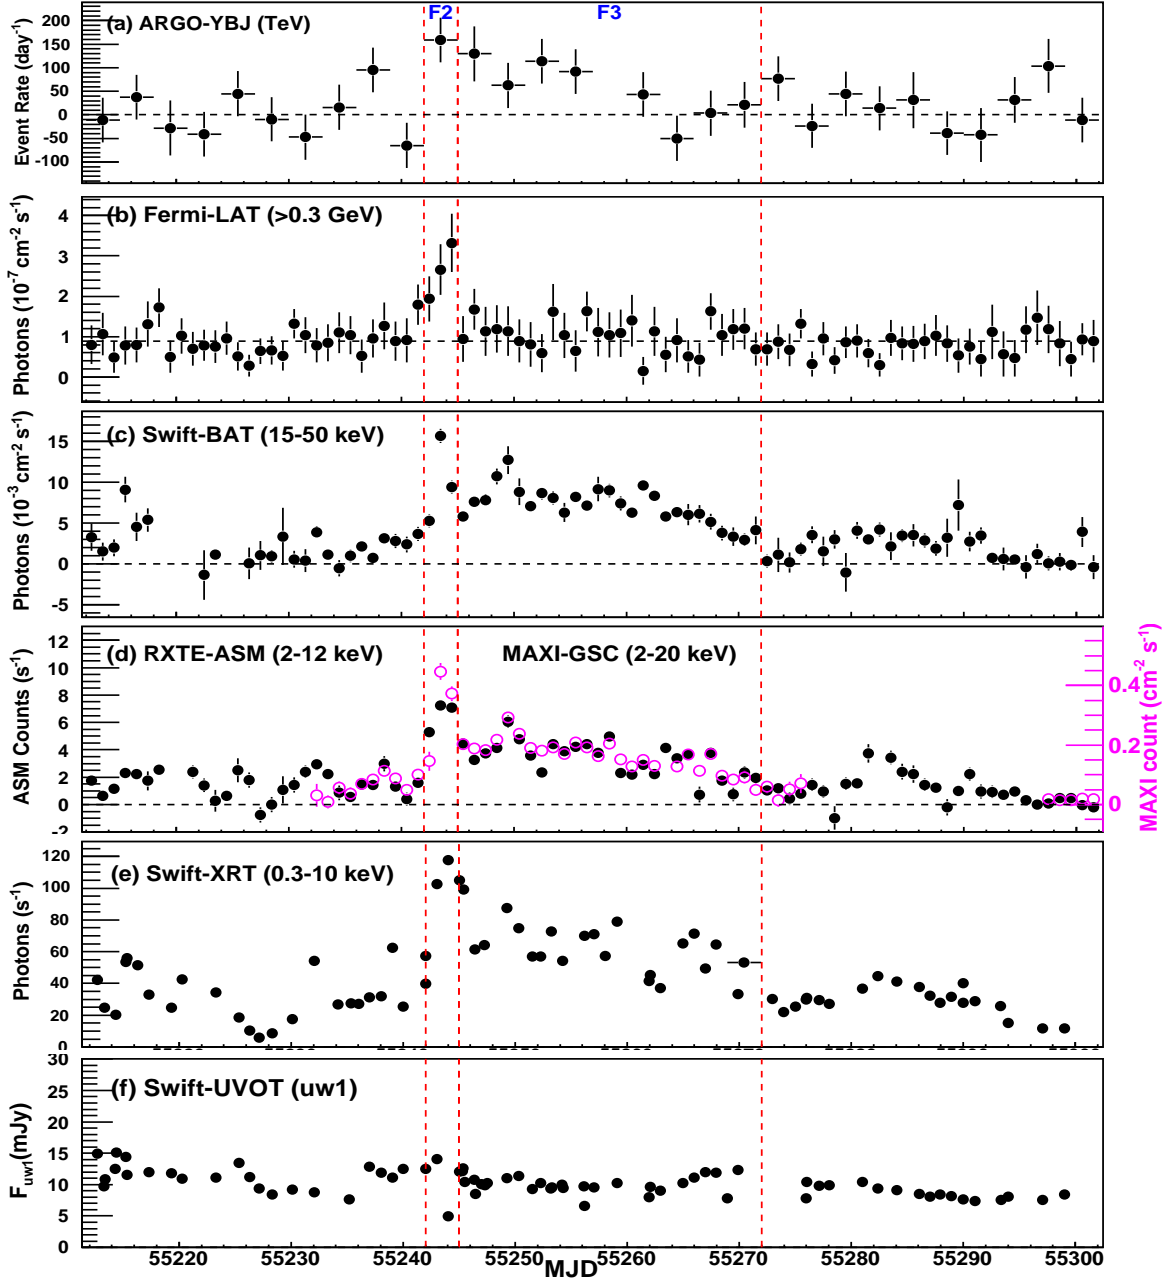 F2
F3
(a) ARGO-YBJ (TeV)
Event Rate (day⁻¹)
200
150
100
50
0
-50
-100
(b) Fermi-LAT (>0.3 GeV)
Photons (10⁻⁷ cm⁻² s⁻¹)
4
3
2
1
0
(c) Swift-BAT (15-50 keV)
Photons (10⁻³ cm⁻² s⁻¹)
15
10
5
0
-5
(d) RXTE-ASM (2-12 keV)
MAXI-GSC (2-20 keV)
ASM Counts (s⁻¹)
12
10
8
6
4
2
0
-2
MAXI count (cm⁻² s⁻¹)
0.4
0.2
0
(e) Swift-XRT (0.3-10 keV)
Photons (s⁻¹)
120
100
80
60
40
20
0
(f) Swift-UVOT (uw1)
F_uw1(mJy)
30
25
20
15
10
5
0
55220 55230 55240 55250 55260 55270 55280 55290 55300
MJD